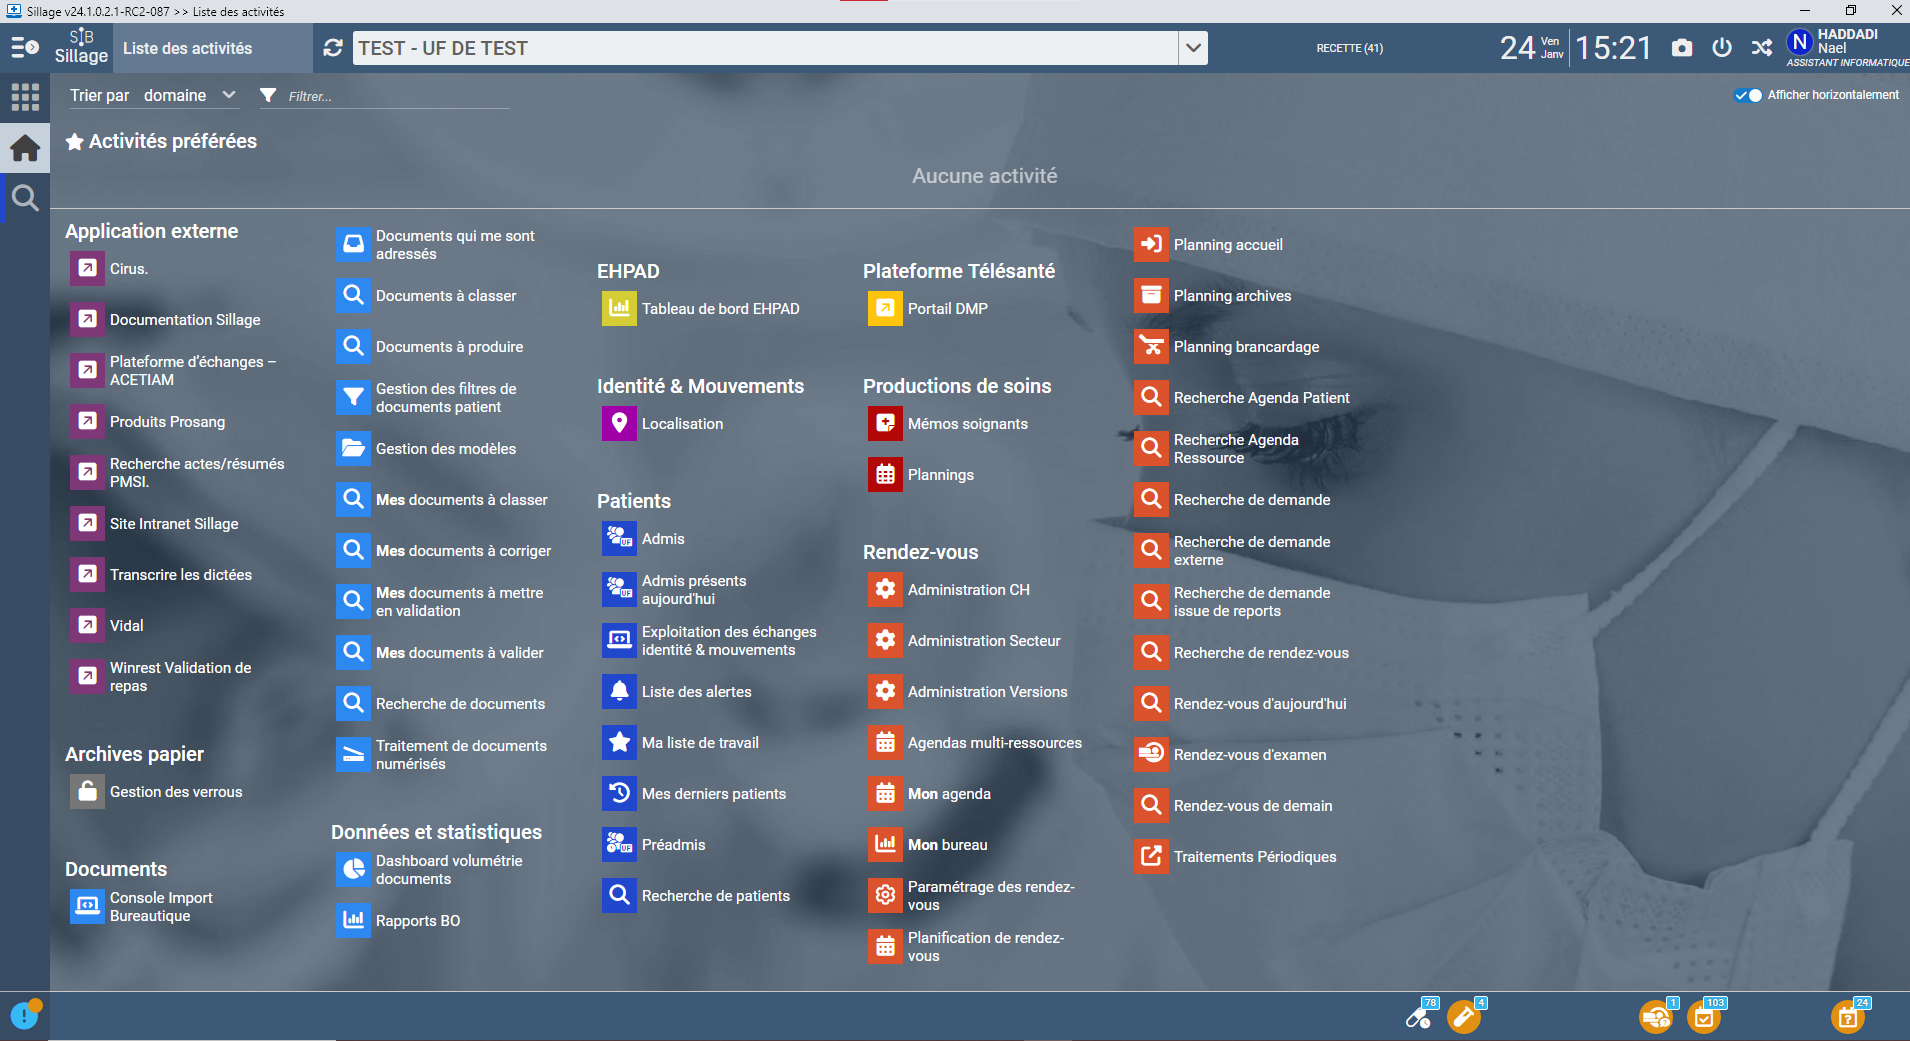 Sillage v24.1.0.2.1-RC2-087 >> Liste des activités
SIB
Sillage
Liste des activités
TEST - UF DE TEST
RECETTE (41)
24 Ven Janv 15:21
N
HADDADI
Nael
ASSISTANT INFORMATIQUE
Trier par domaine
Filtrer...
Afficher horizontalement
Activités préférées
Aucune activité
Application externe
Cirus.
Documentation Sillage
Plateforme d'échanges –
ACETIAM
Produits Prosang
Recherche actes/résumés
PMSI.
Site Intranet Sillage
Transcrire les dictées
Vidal
Winrest Validation de
repas
Archives papier
Gestion des verrous
Documents
Console Import
Bureautique
Documents qui me sont
adressés
Documents à classer
Documents à produire
Gestion des filtres de
documents patient
Gestion des modèles
Mes documents à classer
Mes documents à corriger
Mes documents à mettre
en validation
Mes documents à valider
Recherche de documents
Traitement de documents
numérisés
Données et statistiques
Dashboard volumétrie
documents
Rapports BO
EHPAD
Tableau de bord EHPAD
Identité & Mouvements
Localisation
Patients
UF
Admis
UF
Admis présents
aujourd'hui
Exploitation des échanges
identité & mouvements
Liste des alertes
Ma liste de travail
Mes derniers patients
UF
Préadmis
Recherche de patients
Plateforme Télésanté
Portail DMP
Productions de soins
Mémos soignants
Plannings
Rendez-vous
Administration CH
Administration Secteur
Administration Versions
Agendas multi-ressources
Mon agenda
Mon bureau
Paramétrage des rendez-
vous
Planification de rendez-
vous
Planning accueil
Planning archives
Planning brancardage
Recherche Agenda Patient
Recherche Agenda
Ressource
Recherche de demande
Recherche de demande
externe
Recherche de demande
issue de reports
Recherche de rendez-vous
Rendez-vous d'aujourd'hui
Rendez-vous d'examen
Rendez-vous de demain
Traitements Périodiques
78
4
1
103
24